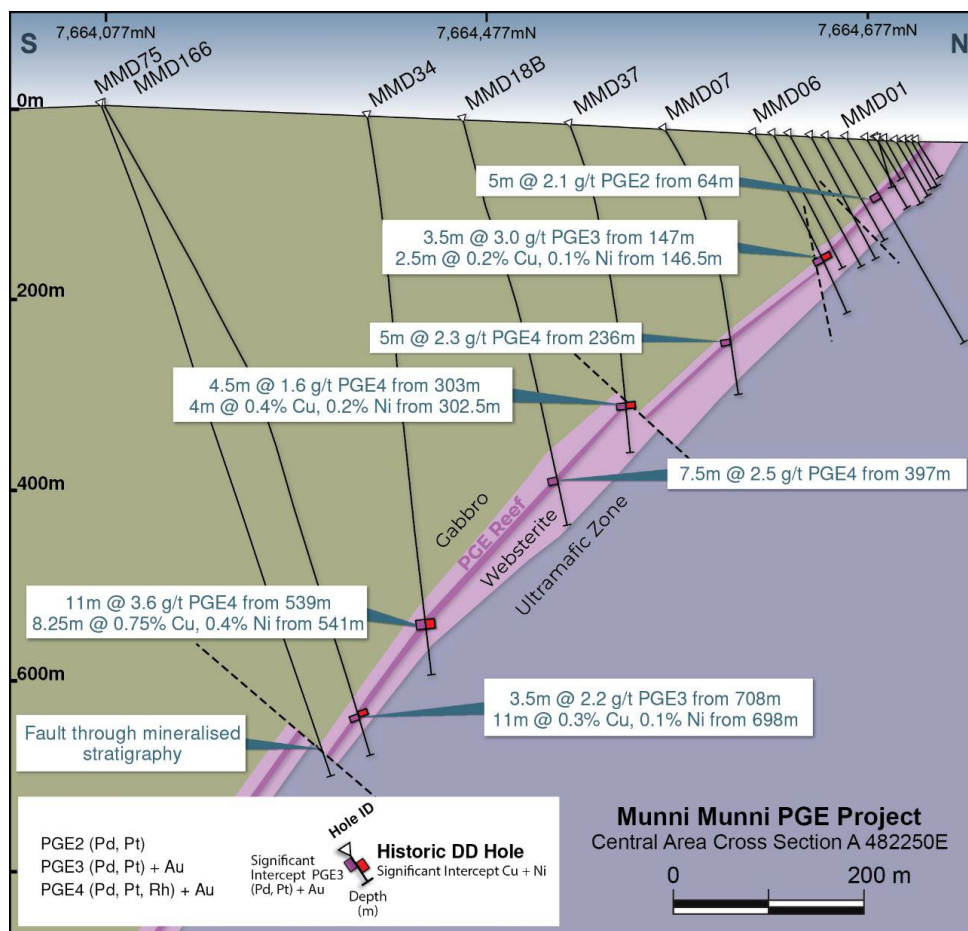 S
7,664,077mN
7,664,477mN
7,664,677mN
N
MMD75
MMD166
MMD34
MMD18B
MMD37
MMD07
MMD06
MMD01
0m
5m @ 2.1 g/t PGE2 from 64m
3.5m @ 3.0 g/t PGE3 from 147m
2.5m @ 0.2% Cu, 0.1% Ni from 146.5m
200m
5m @ 2.3 g/t PGE4 from 236m
4.5m @ 1.6 g/t PGE4 from 303m
4m @ 0.4% Cu, 0.2% Ni from 302.5m
7.5m @ 2.5 g/t PGE4 from 397m
400m
Gabbro
PGE Reef
Websterite
Ultramafic Zone
11m @ 3.6 g/t PGE4 from 539m
8.25m @ 0.75% Cu, 0.4% Ni from 541m
600m
3.5m @ 2.2 g/t PGE3 from 708m
11m @ 0.3% Cu, 0.1% Ni from 698m
Fault through mineralised
stratigraphy
PGE2 (Pd, Pt)
PGE3 (Pd, Pt) + Au
PGE4 (Pd, Pt, Rh) + Au
Hole ID
Significant
Intercept PGE3
(Pd, Pt) + Au
Historic DD Hole
Significant Intercept Cu + Ni
Depth
(m)
Munni Munni PGE Project
Central Area Cross Section A 482250E
0
200 m